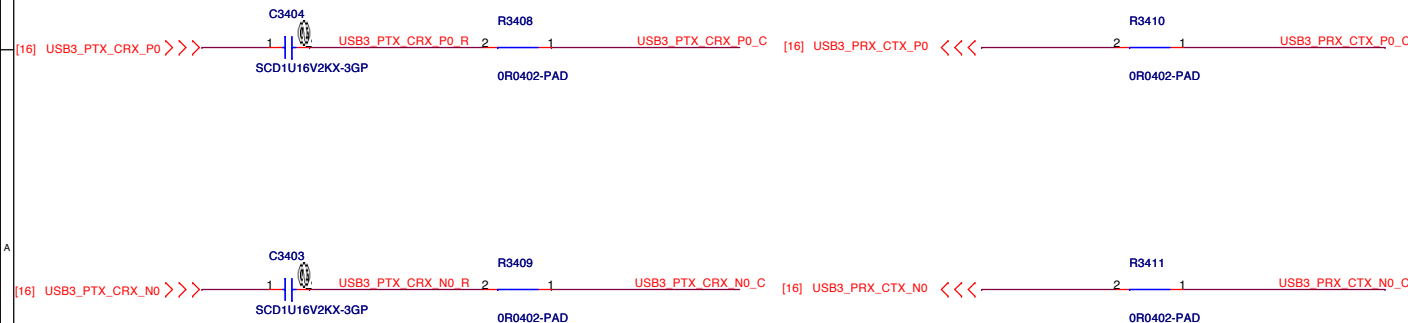 C3404
R3408
R3410
[16] USB3_PTX_CRX_P0 1 USB3_PTX_CRX_P0_R 2 1 USB3_PTX_CRX_P0_C [16] USB3_PRX_CTX_P0 2 1 USB3_PRX_CTX_P0_C
SCD1U16V2KX-3GP
0R0402-PAD
0R0402-PAD
A
C3403
R3409
R3411
[16] USB3_PTX_CRX_N0 1 USB3_PTX_CRX_N0_R 2 1 USB3_PTX_CRX_N0_C [16] USB3_PRX_CTX_N0 2 1 USB3_PRX_CTX_N0_C
SCD1U16V2KX-3GP
0R0402-PAD
0R0402-PAD